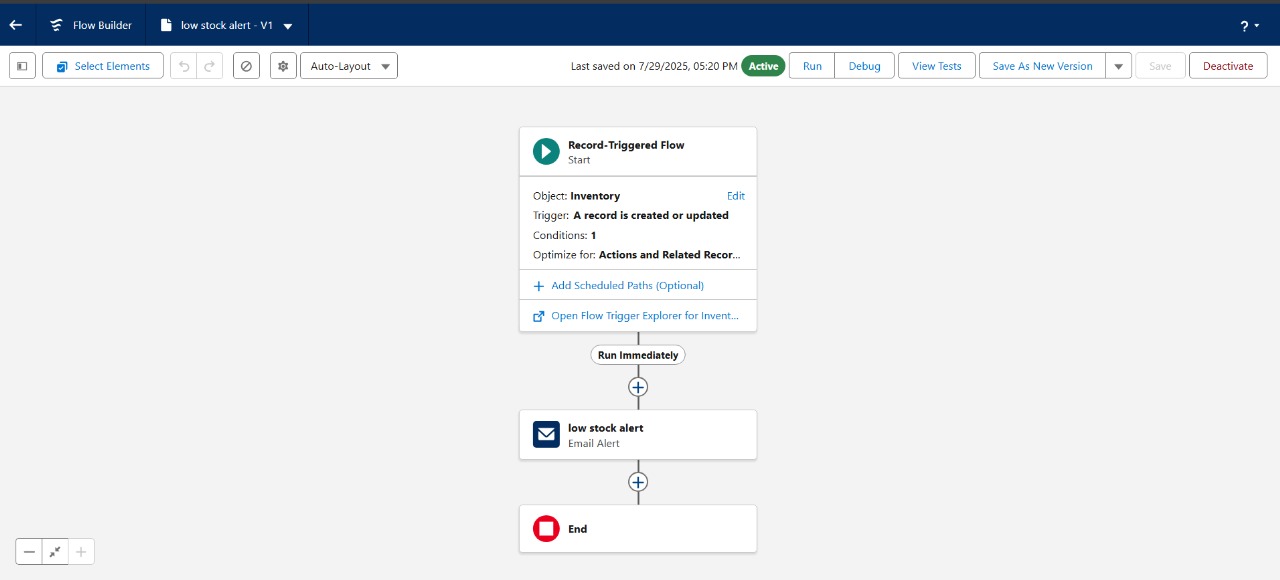 Flow Builder
low stock alert - V1
?
Select Elements
Auto-Layout
Last saved on 7/29/2025, 05:20 PM
Active
Run
Debug
View Tests
Save As New Version
Save
Deactivate
Record-Triggered Flow
Start
Object: Inventory
Edit
Trigger: A record is created or updated
Conditions: 1
Optimize for: Actions and Related Recor...
Add Scheduled Paths (Optional)
Open Flow Trigger Explorer for Invent...
Run Immediately
low stock alert
Email Alert
End